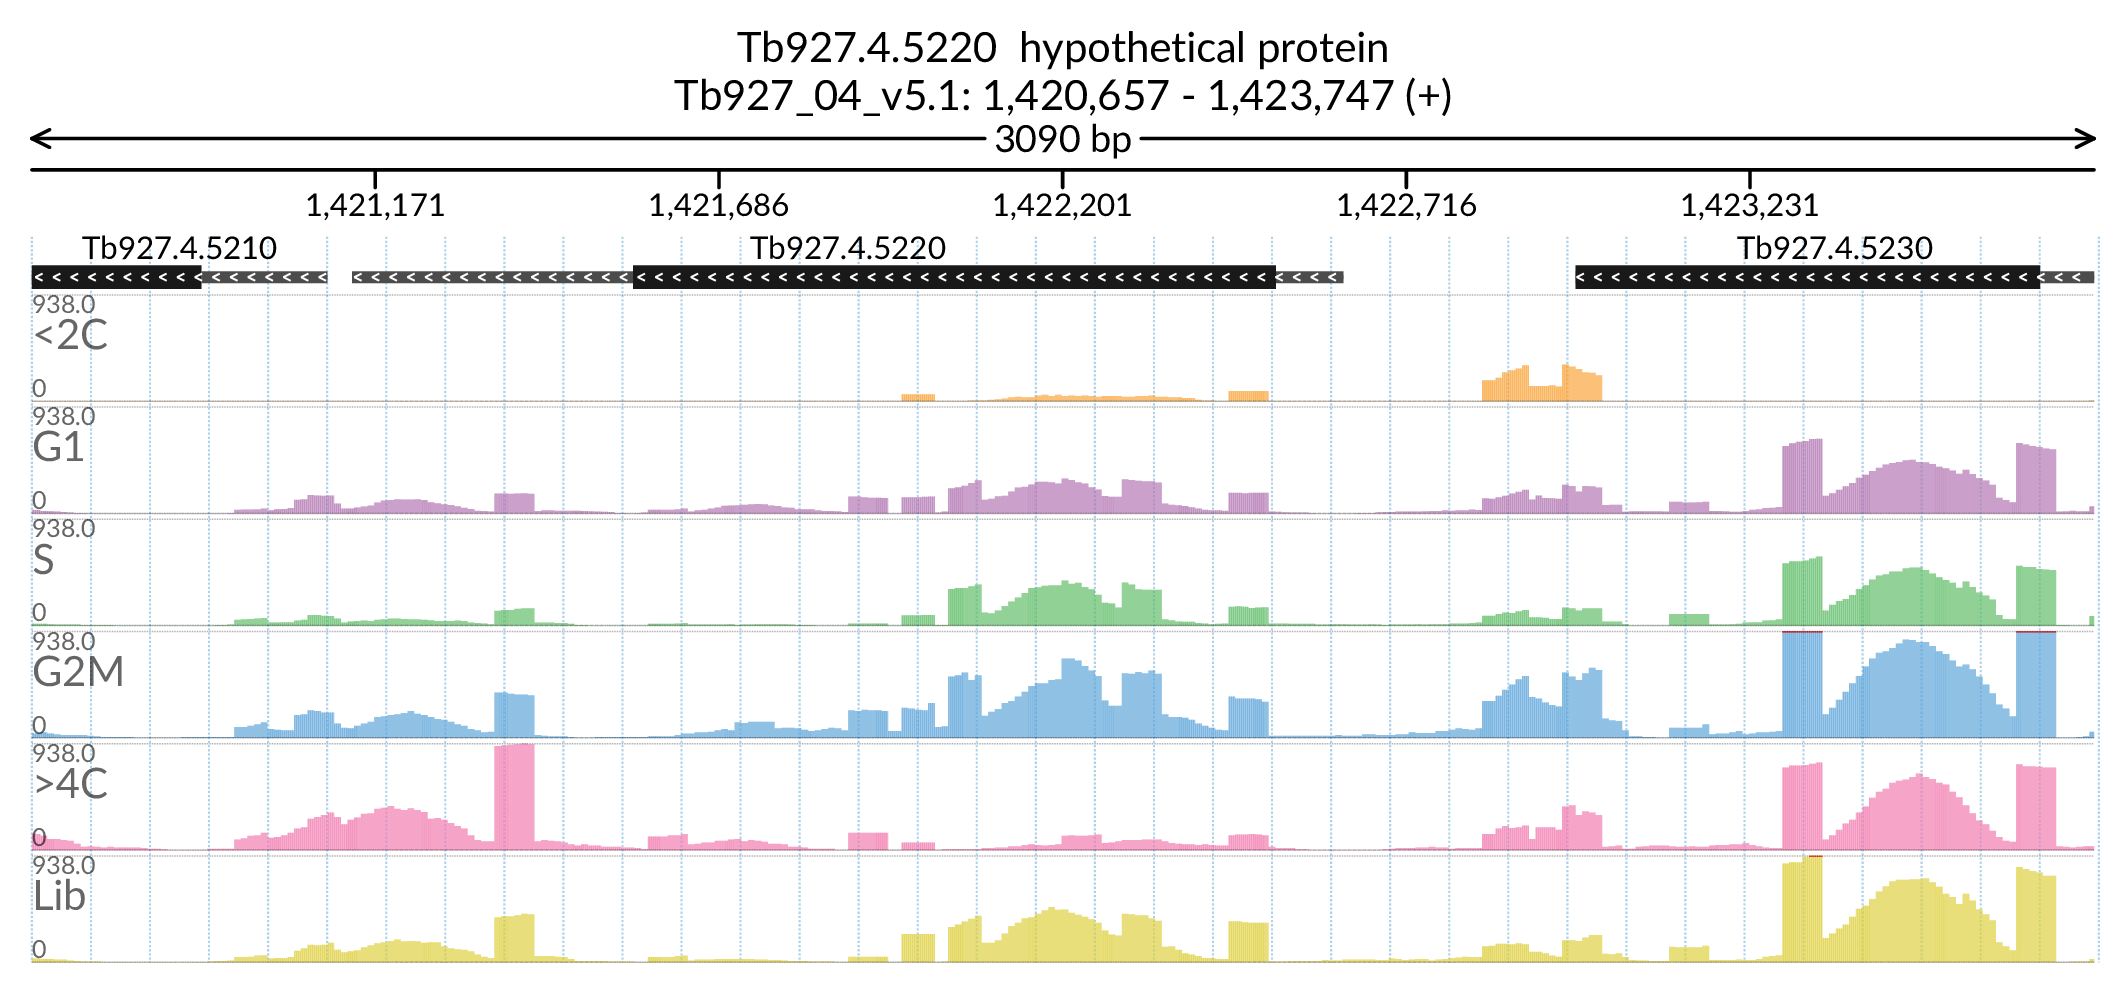 Tb927.4.5220  hypothetical protein
Tb927_04_v5.1: 1,420,657 - 1,423,747 (+)
3090 bp
1,421,171 1,421,686 1,422,201 1,422,716 1,423,231
Tb927.4.5210 Tb927.4.5220 Tb927.4.5230
938.0
<2C
0
938.0
G1
0
938.0
S
0
938.0
G2M
0
938.0
>4C
0
938.0
Lib
0